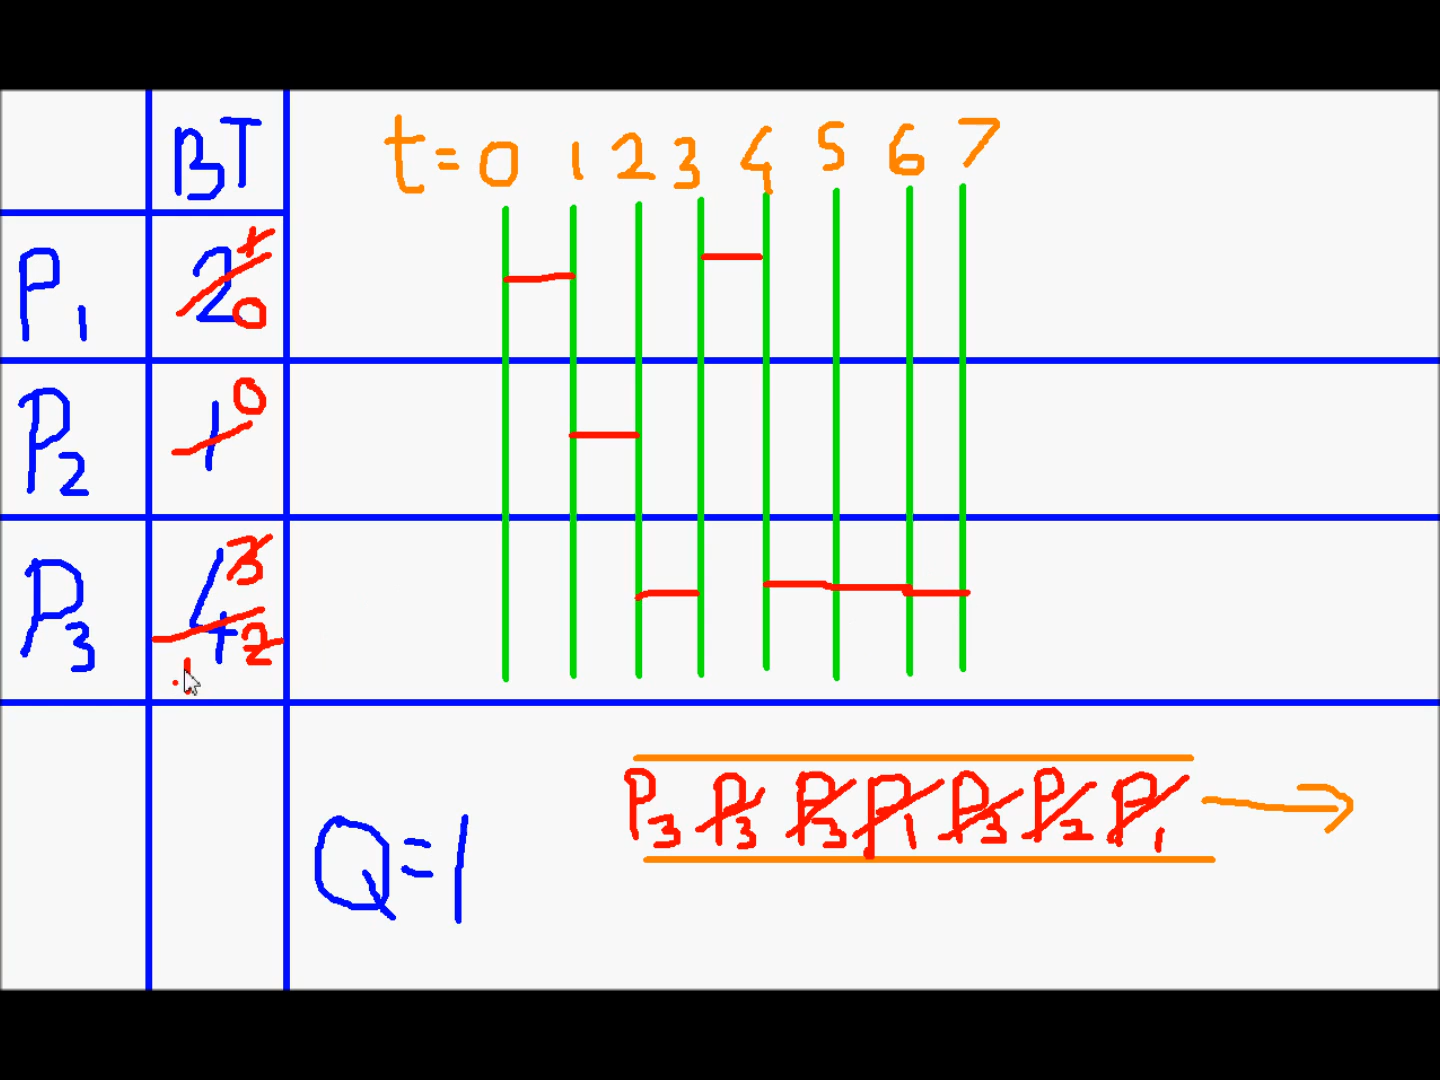 BT
t= 0 1 2 3 4 5 6 7
P1 2 1 0
P2 1 0
P3 4 3 2 1
Q=1
P3 P3 P3 P1 P3 P2 P1